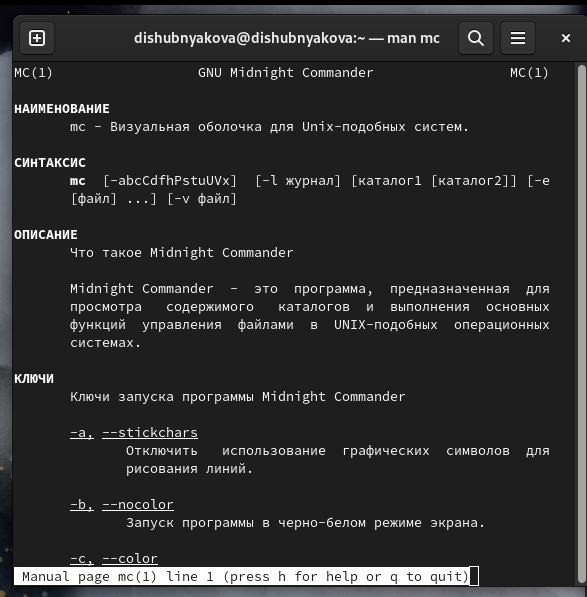 dishubnyakova@dishubnyakova:~ — man mc
MC(1) GNU Midnight Commander MC(1)
НАИМЕНОВАНИЕ
mc - Визуальная оболочка для Unix-подобных систем.
СИНТАКСИС
mc [-abcCdfhPstuUVx] [-l журнал] [каталог1 [каталог2]] [-e
[файл] ...] [-v файл]
ОПИСАНИЕ
Что такое Midnight Commander
Midnight Commander - это программа, предназначенная для
просмотра содержимого каталогов и выполнения основных
функций управления файлами в UNIX-подобных операционных
системах.
КЛЮЧИ
Ключи запуска программы Midnight Commander
-a, --stickchars
Отключить использование графических символов для
рисования линий.
-b, --nocolor
Запуск программы в черно-белом режиме экрана.
-c, --color
Manual page mc(1) line 1 (press h for help or q to quit)